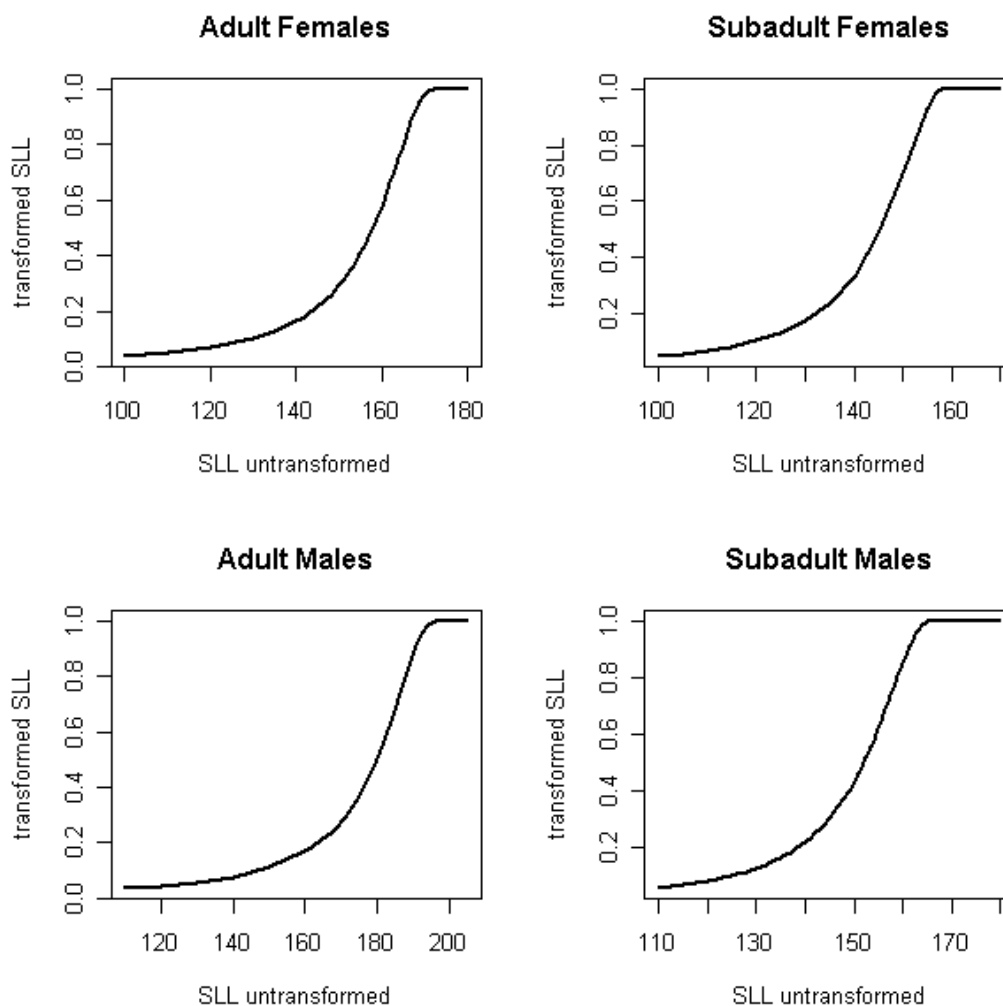 Adult Females
transformed SLL
0.0 0.2 0.4 0.6 0.8 1.0
100 120 140 160 180
SLL untransformed
Subadult Females
transformed SLL
0.2 0.4 0.6 0.8 1.0
100 120 140 160
SLL untransformed
Adult Males
transformed SLL
0.0 0.2 0.4 0.6 0.8 1.0
120 140 160 180 200
SLL untransformed
Subadult Males
transformed SLL
0.2 0.4 0.6 0.8 1.0
110 130 150 170
SLL untransformed